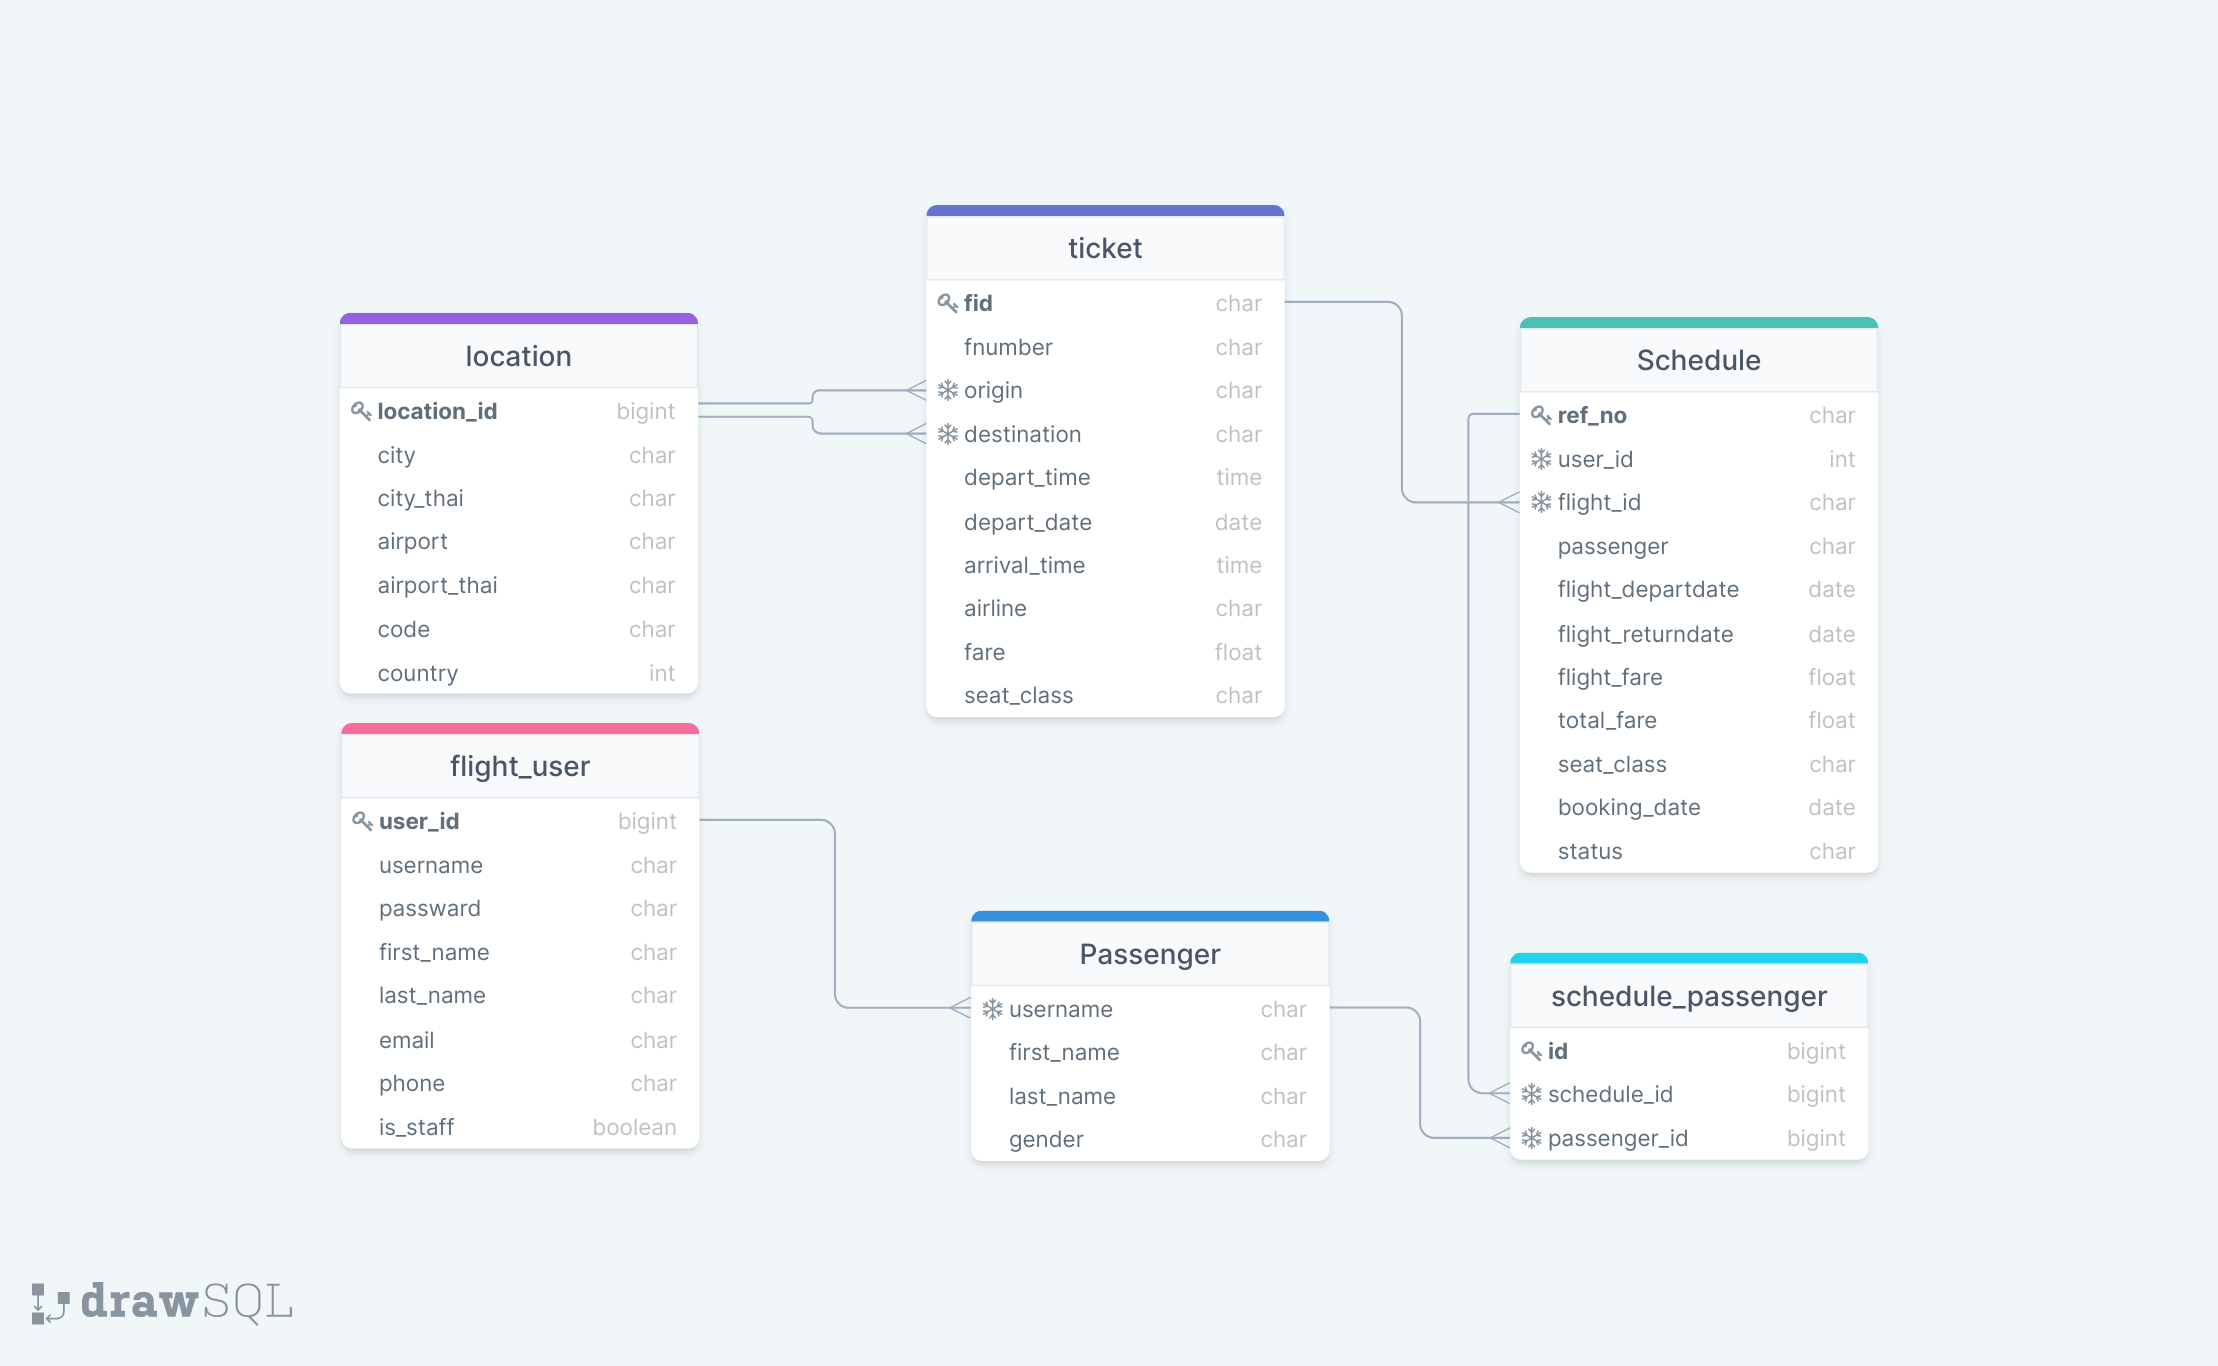 location
location_id bigint
city char
city_thai char
airport char
airport_thai char
code char
country int
flight_user
user_id bigint
username char
passward char
first_name char
last_name char
email char
phone char
is_staff boolean
ticket
fid char
fnumber char
origin char
destination char
depart_time time
depart_date date
arrival_time time
airline char
fare float
seat_class char
Passenger
username char
first_name char
last_name char
gender char
Schedule
ref_no char
user_id int
flight_id char
passenger char
flight_departdate date
flight_returndate date
flight_fare float
total_fare float
seat_class char
booking_date date
status char
schedule_passenger
id bigint
schedule_id bigint
passenger_id bigint
drawSQL